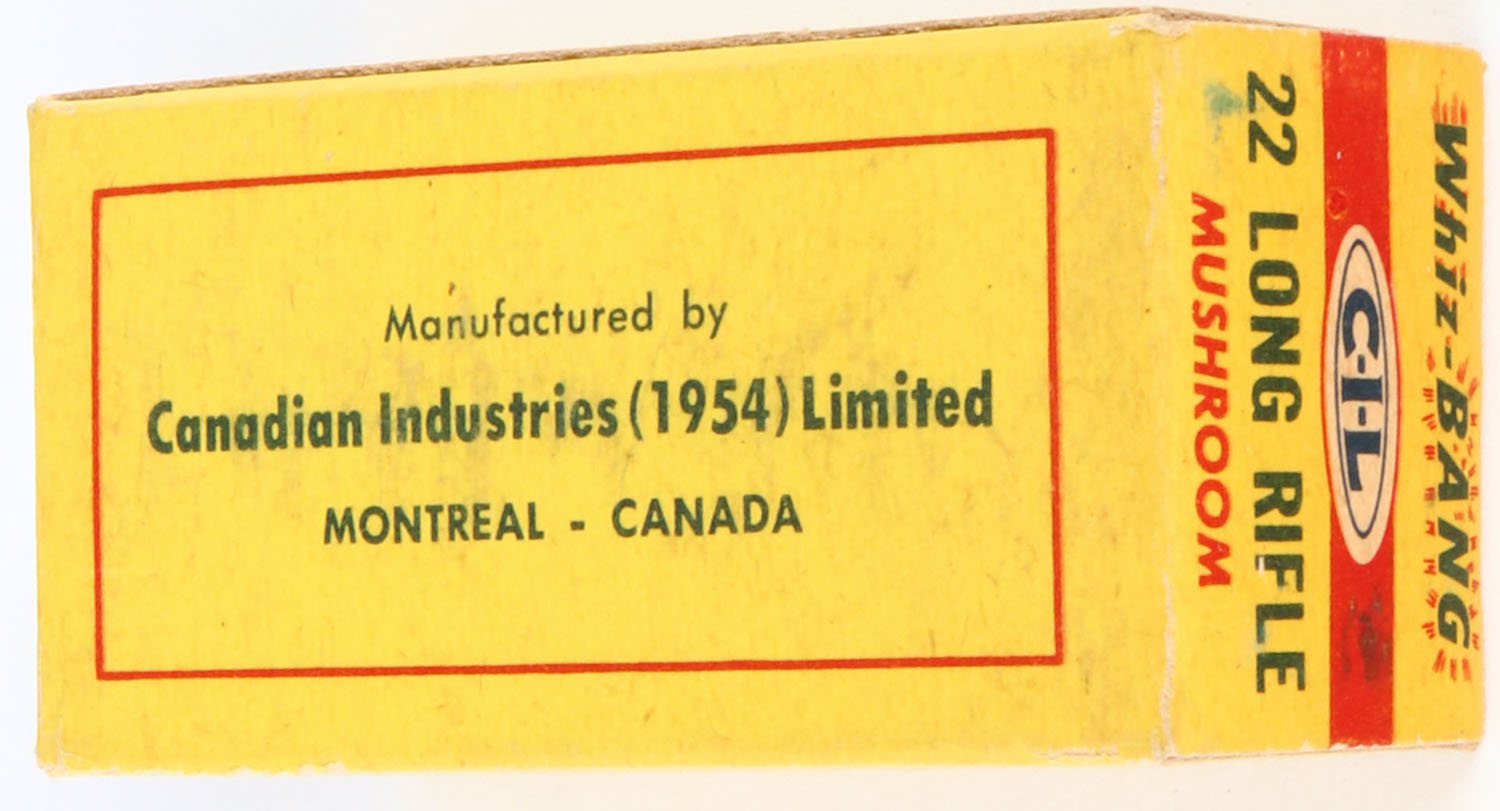 Manufactured by
Canadian Industries (1954) Limited
MONTREAL - CANADA
Whiz-BANG
C-I-L
22 LONG RIFLE
MUSHROOM